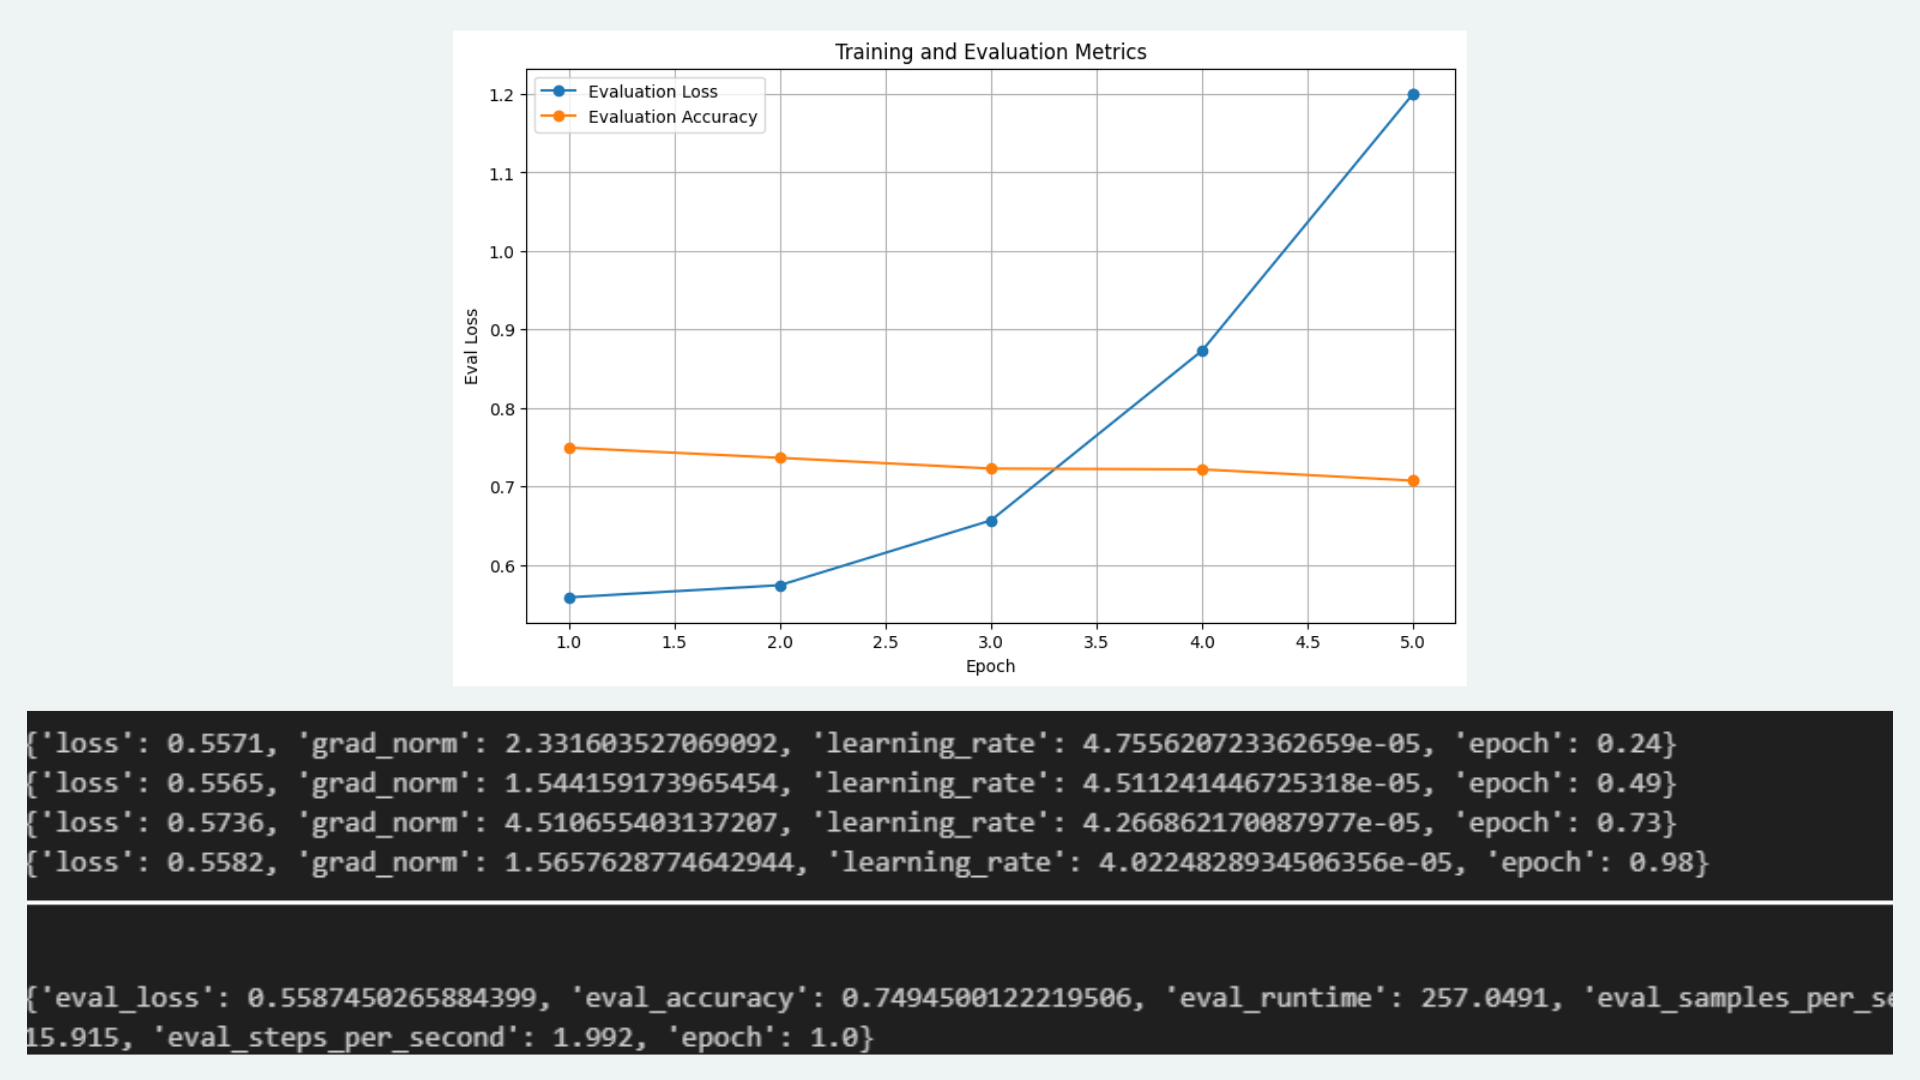 Training and Evaluation Metrics
Evaluation Loss
Evaluation Accuracy
1.2
1.1
1.0
0.9
0.8
0.7
0.6
Eval Loss
1.0 1.5 2.0 2.5 3.0 3.5 4.0 4.5 5.0
Epoch
{'loss': 0.5571, 'grad_norm': 2.331603527069092, 'learning_rate': 4.755620723362659e-05, 'epoch': 0.24}
{'loss': 0.5565, 'grad_norm': 1.544159173965454, 'learning_rate': 4.511241446725318e-05, 'epoch': 0.49}
{'loss': 0.5736, 'grad_norm': 4.510655403137207, 'learning_rate': 4.266862170087977e-05, 'epoch': 0.73}
{'loss': 0.5582, 'grad_norm': 1.5657628774642944, 'learning_rate': 4.0224828934506356e-05, 'epoch': 0.98}
{'eval_loss': 0.5587450265884399, 'eval_accuracy': 0.7494500122219506, 'eval_runtime': 257.0491, 'eval_samples_per_se
15.915, 'eval_steps_per_second': 1.992, 'epoch': 1.0}